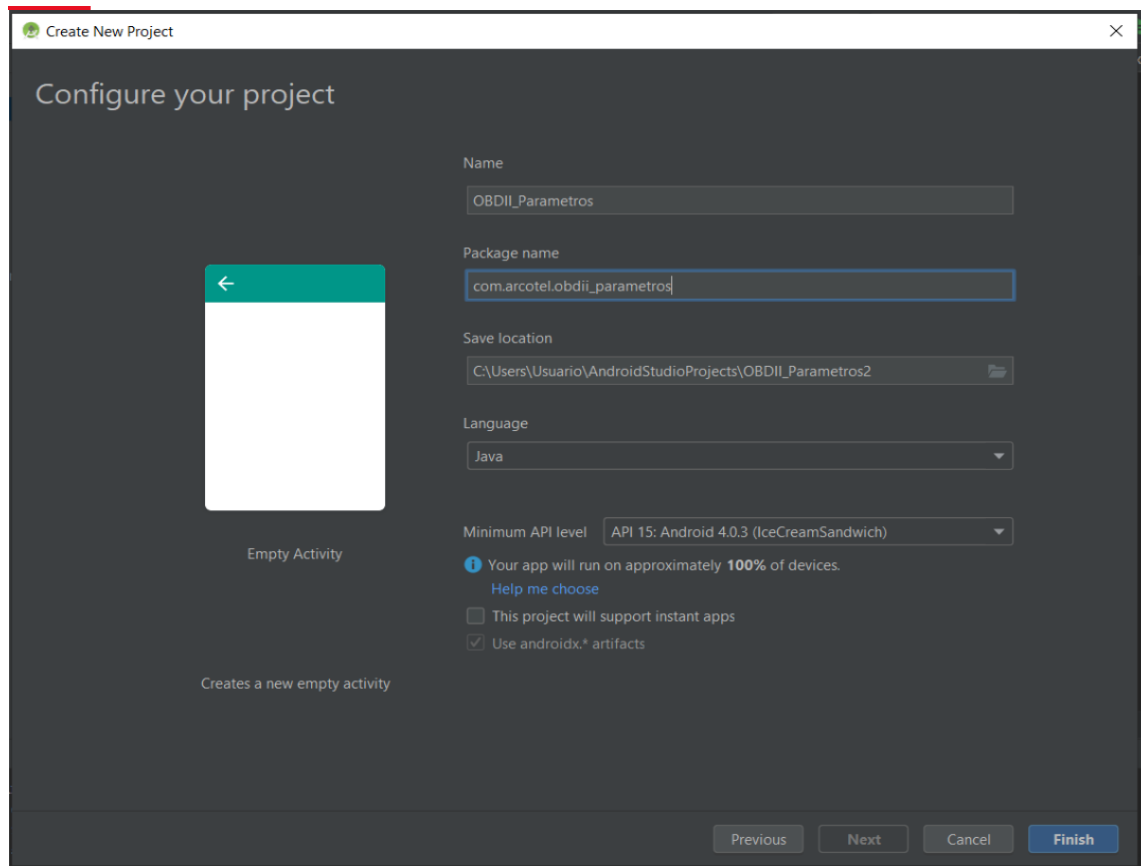 Create New Project
Configure your project
Name
OBDII_Parametros
Package name
com.arcotel.obdii_parametros
Save location
C:\Users\Usuario\AndroidStudioProjects\OBDII_Parametros2
Language
Java
Minimum API level API 15: Android 4.0.3 (IceCreamSandwich)
Empty Activity
Your app will run on approximately 100% of devices.
Help me choose
This project will support instant apps
Use androidx.* artifacts
Creates a new empty activity
Previous Next Cancel Finish